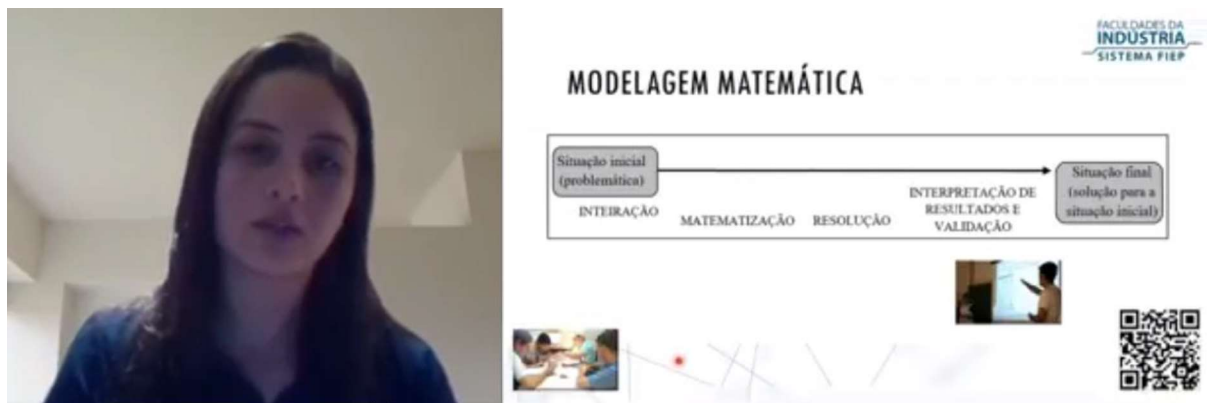 FACULDADES DA
INDÚSTRIA
SISTEMA FIEP
MODELAGEM MATEMÁTICA
Situação inicial
(problemática)
INTEIRAÇÃO
MATEMATIZAÇÃO
RESOLUÇÃO
INTERPRETAÇÃO DE
RESULTADOS E
VALIDAÇÃO
Situação final
(solução para a
situação inicial)